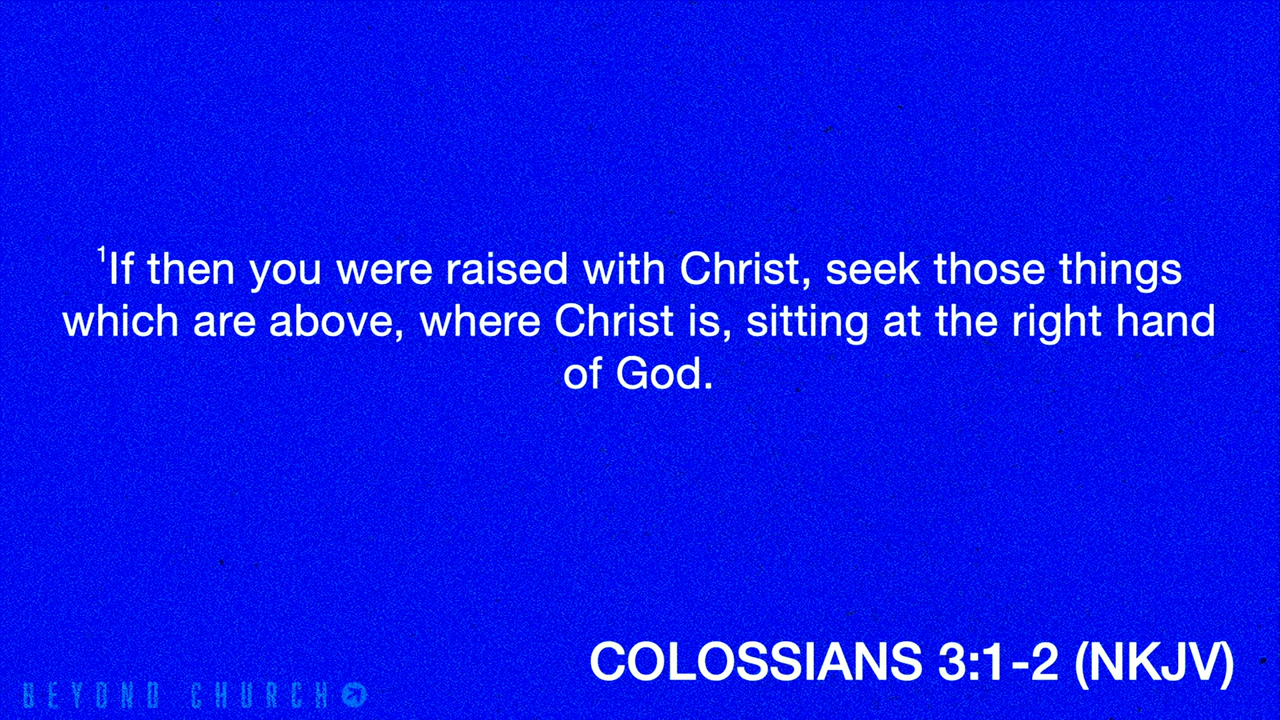 ¹If then you were raised with Christ, seek those things
which are above, where Christ is, sitting at the right hand
of God.
COLOSSIANS 3:1-2 (NKJV)
BEYOND CHURCH